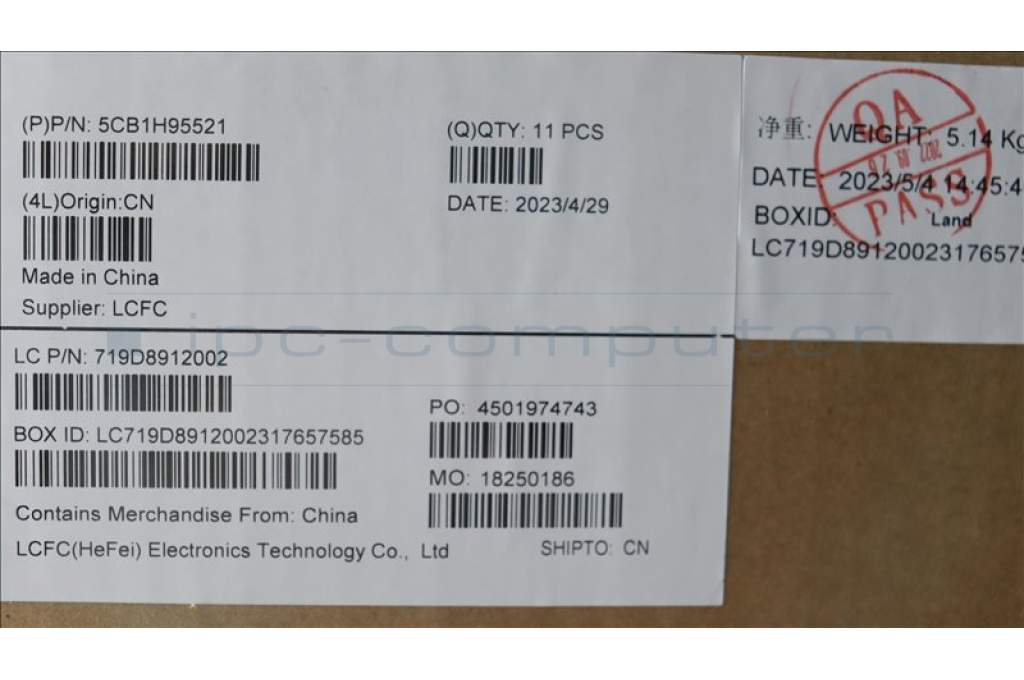 (P)P/N: 5CB1H95521
(Q)QTY: 11 PCS
(4L)Origin:CN
DATE: 2023/4/29
Made in China
Supplier: LCFC
净重: WEIGHT: 5.14 Kg
QA
PASS
DATE: 2023/5/4 14:45:4
BOXID: Land
LC719D8912002317657585
ipc-computer
LC P/N: 719D8912002
PO: 4501974743
BOX ID: LC719D8912002317657585
MO: 18250186
Contains Merchandise From: China
LCFC(HeFei) Electronics Technology Co., Ltd
SHIPTO: CN